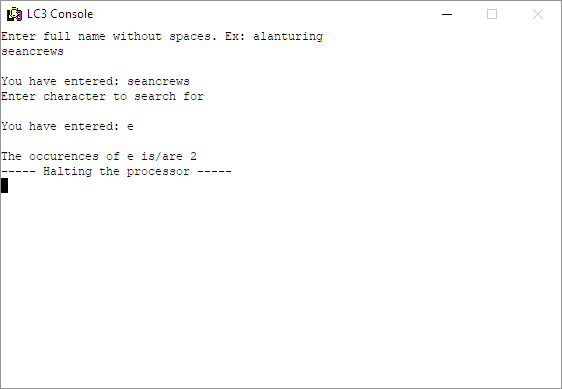 LC3 Console
Enter full name without spaces. Ex: alanturing
seancrews
You have entered: seancrews
Enter character to search for
You have entered: e
The occurences of e is/are 2
----- Halting the processor -----